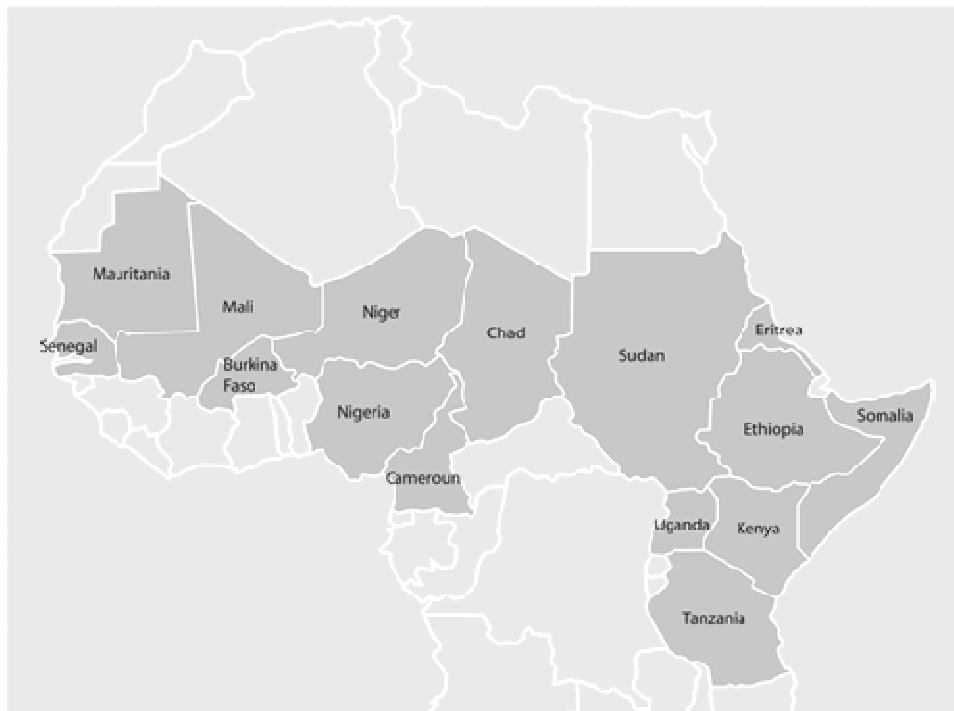 Mauritania
Mali
Niger
Chad
Sudan
Eritrea
Senegal
Burkina
Faso
Nigeria
Ethiopia
Somalia
Cameroun
Uganda
Kenya
Tanzania